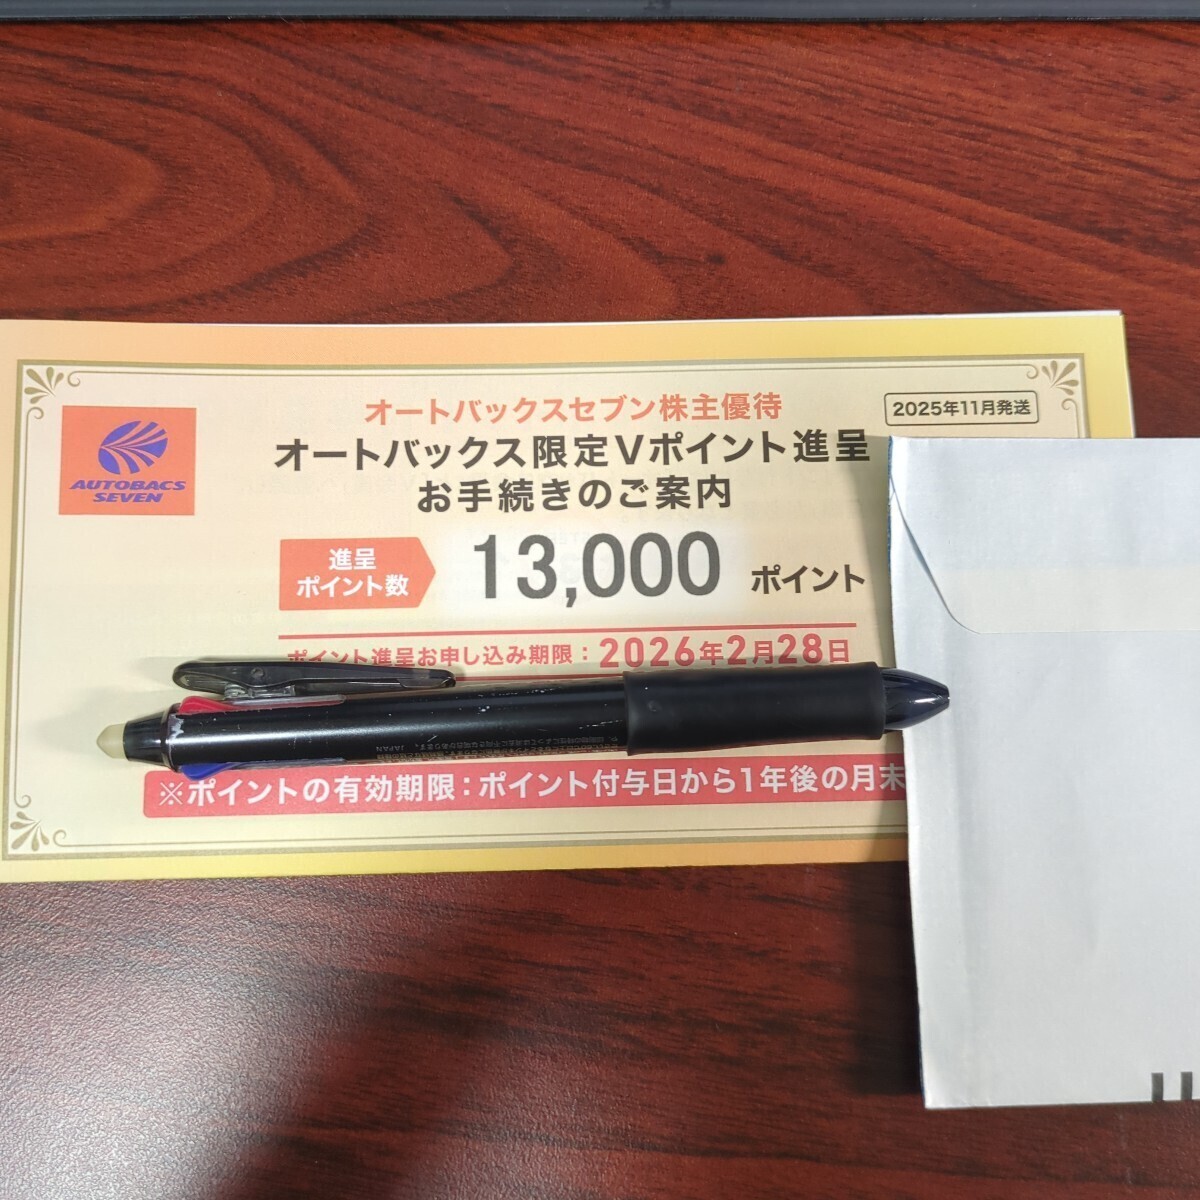 オートバックスセブン株主優待
2025年11月発送
AUTOBACS
SEVEN
オートバックス限定Vポイント進呈
お手続きのご案内
進呈
ポイント数
13,000 ポイント
ポイント進呈お申し込み期限：2026年2月28日
JAPAN
※ポイントの有効期限：ポイント付与日から1年後の月末